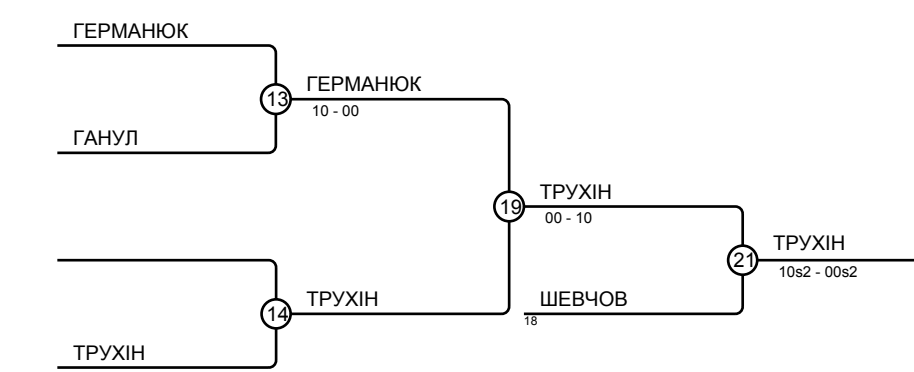 ГЕРМАНЮК
13
ГЕРМАНЮК
10 - 00
ГАНУЛ
19
ТРУХІН
00 - 10
21
ТРУХІН
10s2 - 00s2
14
ТРУХІН
ШЕВЧОВ
18
ТРУХІН